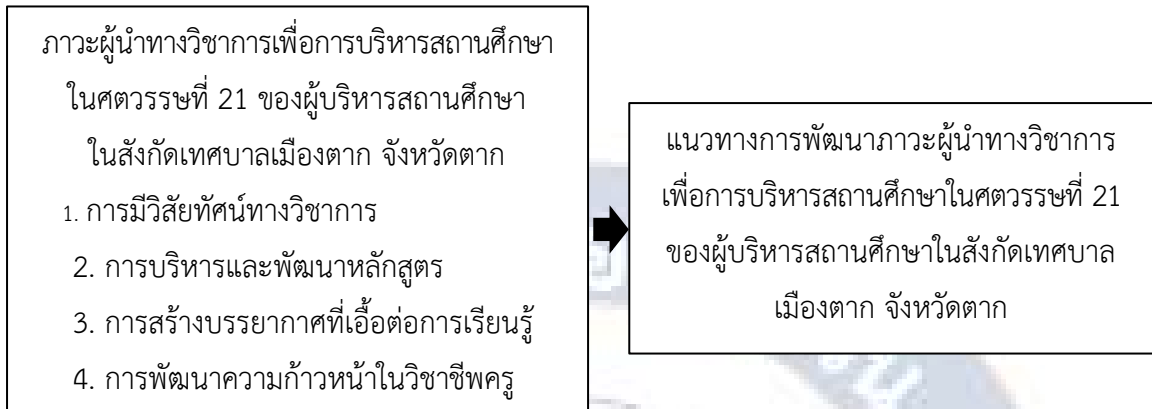 ภาวะผู้นำทางวิชาการเพื่อการบริหารสถานศึกษา
ในศตวรรษที่ 21 ของผู้บริหารสถานศึกษา
ในสังกัดเทศบาลเมืองตาก จังหวัดตาก
1. การมีวิสัยทัศน์ทางวิชาการ
2. การบริหารและพัฒนาหลักสูตร
3. การสร้างบรรยากาศที่เอื้อต่อการเรียนรู้
4. การพัฒนาความก้าวหน้าในวิชาชีพครู
แนวทางการพัฒนาภาวะผู้นำทางวิชาการ
เพื่อการบริหารสถานศึกษาในศตวรรษที่ 21
ของผู้บริหารสถานศึกษาในสังกัดเทศบาล
เมืองตาก จังหวัดตาก